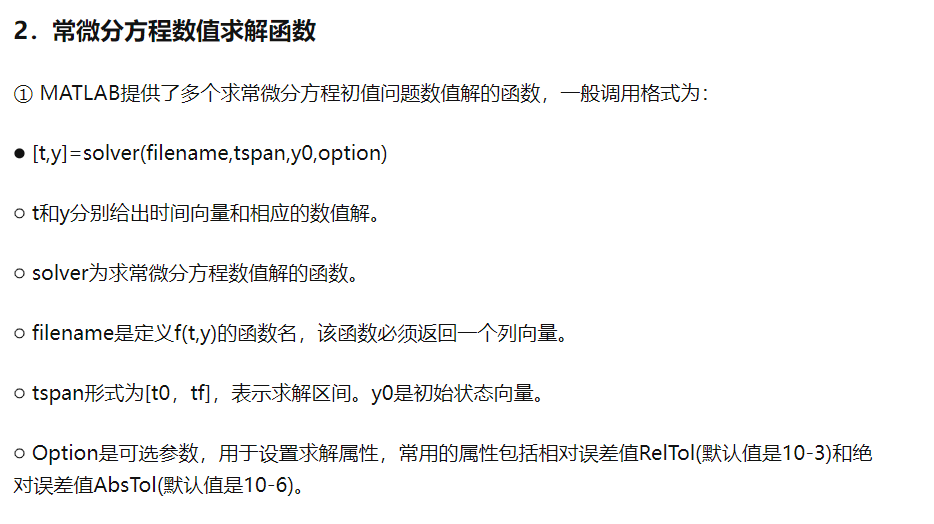 2．常微分方程数值求解函数
① MATLAB提供了多个求常微分方程初值问题数值解的函数，一般调用格式为：
● [t,y]=solver(filename,tspan,y0,option)
○ t和y分别给出时间向量和相应的数值解。
○ solver为求常微分方程数值解的函数。
○ filename是定义f(t,y)的函数名，该函数必须返回一个列向量。
○ tspan形式为[t0，tf]，表示求解区间。y0是初始状态向量。
○ Option是可选参数，用于设置求解属性，常用的属性包括相对误差值RelTol(默认值是10-3)和绝
对误差值AbsTol(默认值是10-6)。